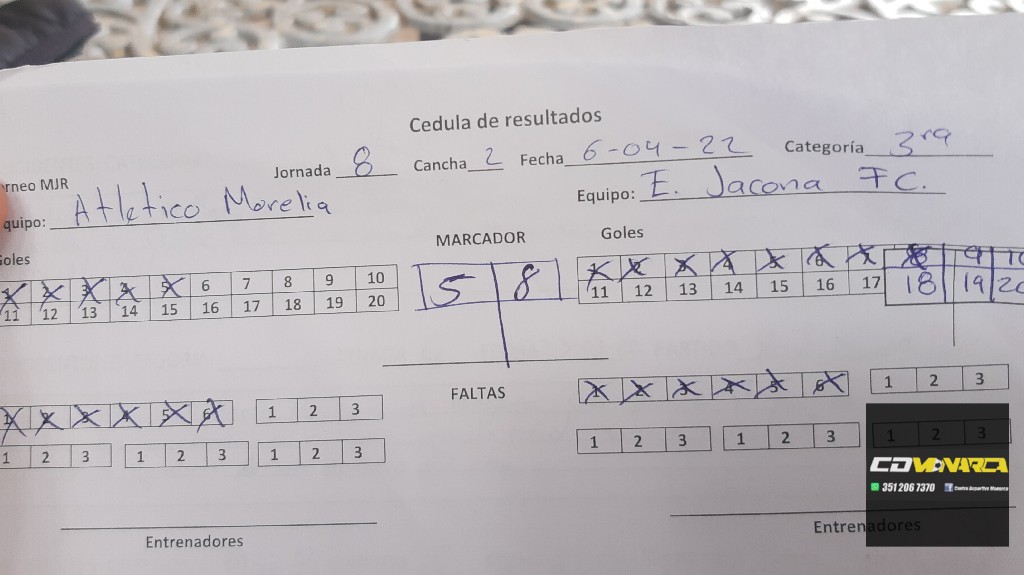 Cedula de resultados
Jornada 8 Cancha 2 Fecha 6-04-22 Categoría 3ra
rneo MJR
quipo: Atletico Morelia
Equipo: E. Jacona FC.
MARCADOR
oles
Goles
1 2 3 4 5 6 7 8 9 10
11 12 13 14 15 16 17 18 19 20
5 8
1 2 3 4 5 6 7 8 9 10
11 12 13 14 15 16 17 18 19 20
FALTAS
1 2 3 4 5 6 1 2 3
1 2 3 1 2 3 1 2 3
1 2 3 4 5 6 1 2 3
1 2 3 1 2 3 1 2 3
Entrenadores
Entrenadores
CDMONARCA
351 206 7370 Centro Deportivo Monarca